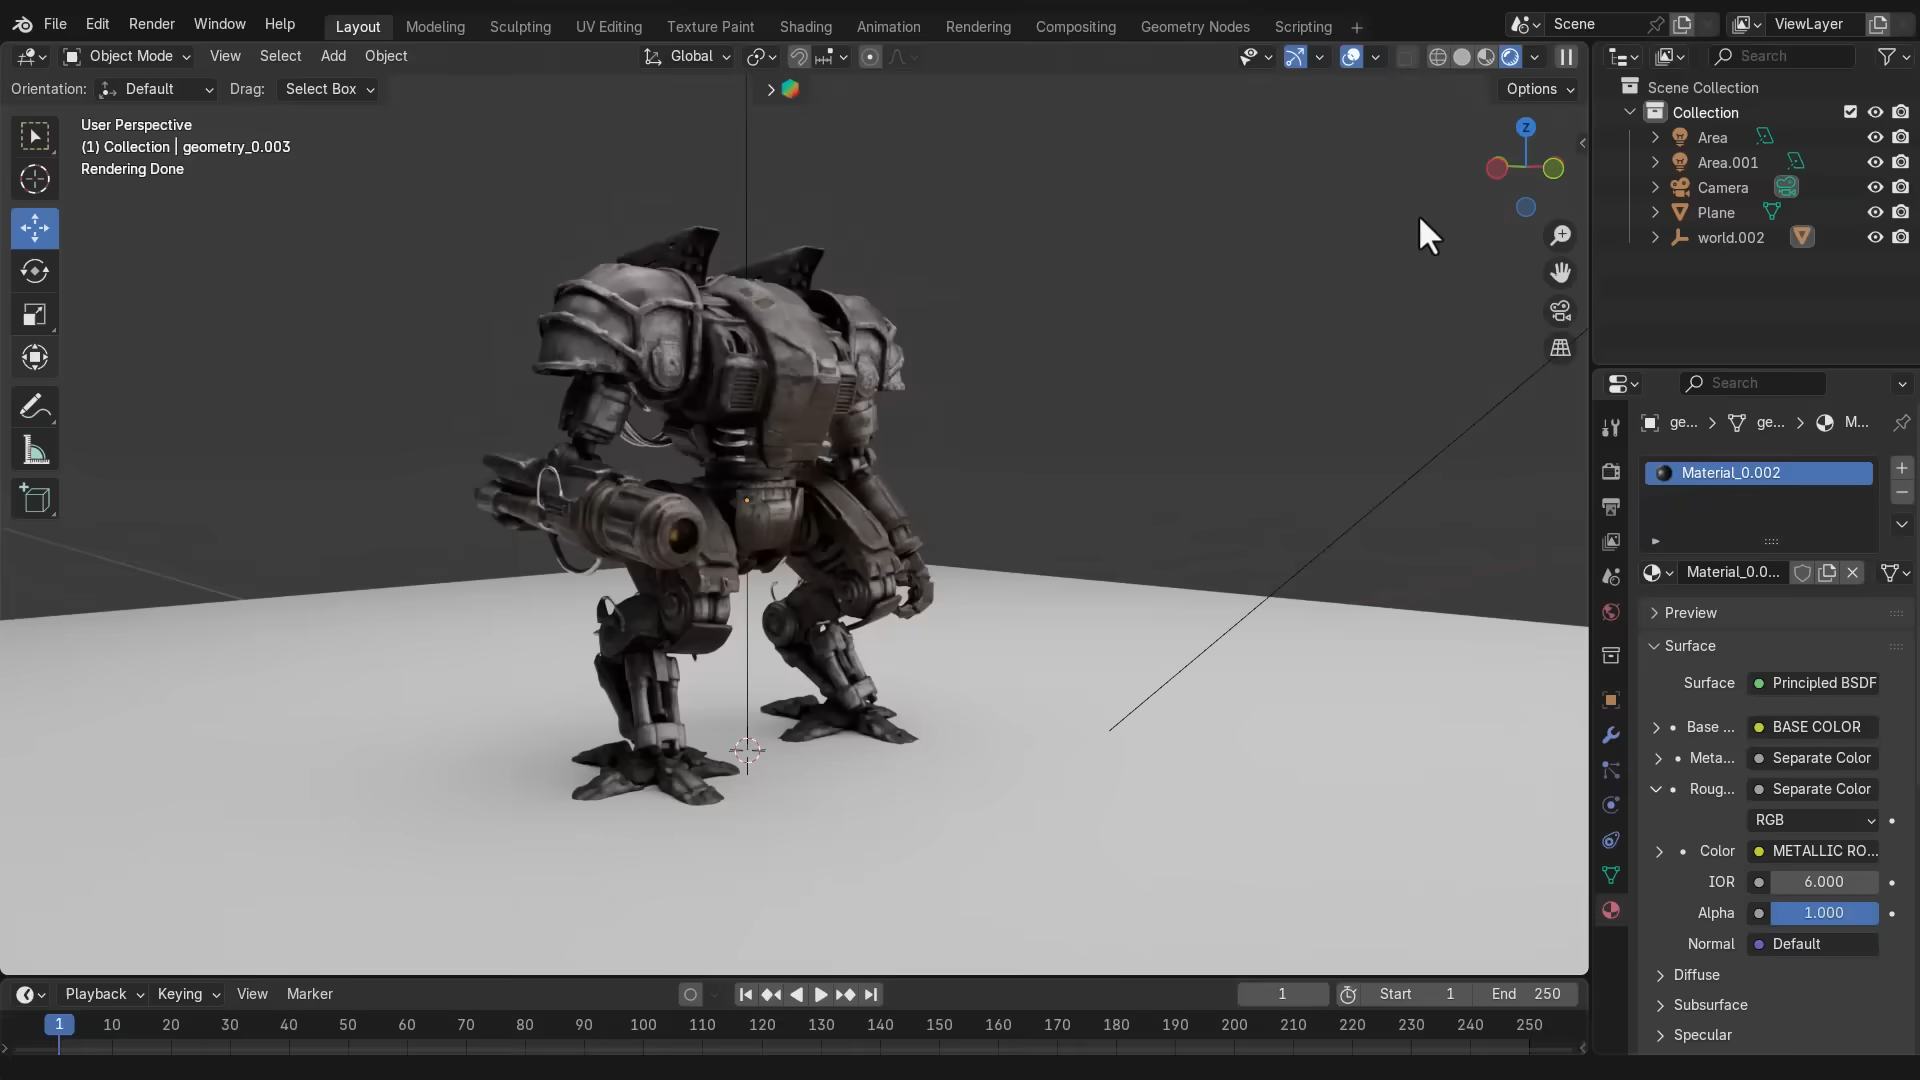 File Edit Render Window Help Layout Modeling Sculpting UV Editing Texture Paint Shading Animation Rendering Compositing Geometry Nodes Scripting + Scene ViewLayer
Object Mode View Select Add Object Global Search
Orientation: Default Drag: Select Box Options
User Perspective
(1) Collection | geometry_0.003
Rendering Done
Z
Scene Collection
Collection
Area
Area.001
Camera
Plane
world.002
Search
ge... > ge... > M...
Material_0.002
Material_0.0...
Preview
Surface
Surface Principled BSDF
Base ... BASE COLOR
Meta... Separate Color
Roug... Separate Color
RGB
Color METALLIC RO...
IOR 6.000
Alpha 1.000
Normal Default
Diffuse
Subsurface
Specular
Playback Keying View Marker 1 Start 1 End 250
1 10 20 30 40 50 60 70 80 90 100 110 120 130 140 150 160 170 180 190 200 210 220 230 240 250